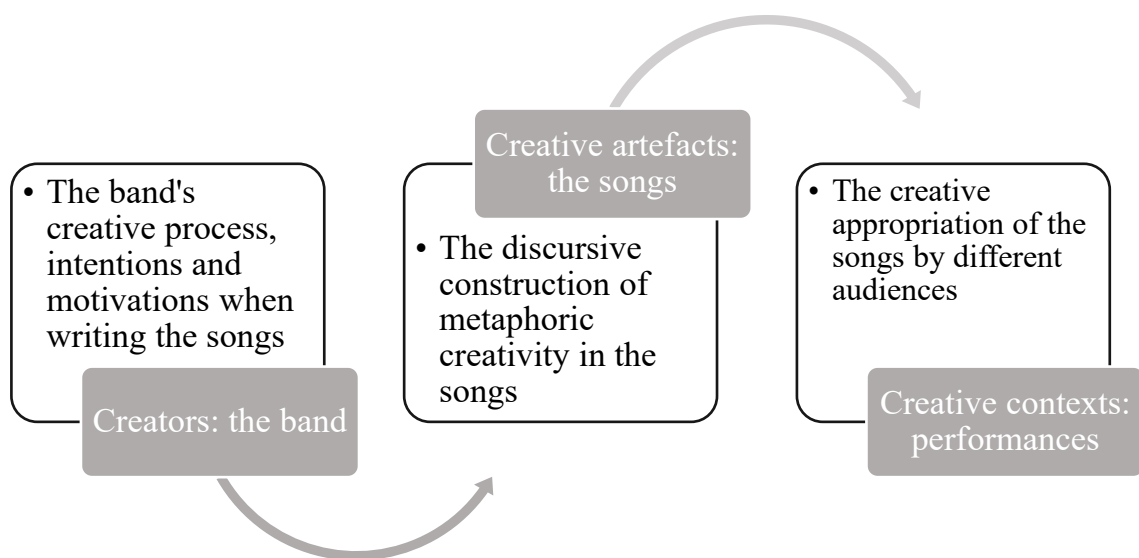 • The band's
creative process,
intentions and
motivations when
writing the songs
Creators: the band
Creative artefacts:
the songs
• The discursive
construction of
metaphoric
creativity in the
songs
• The creative
appropriation of the
songs by different
audiences
Creative contexts:
performances